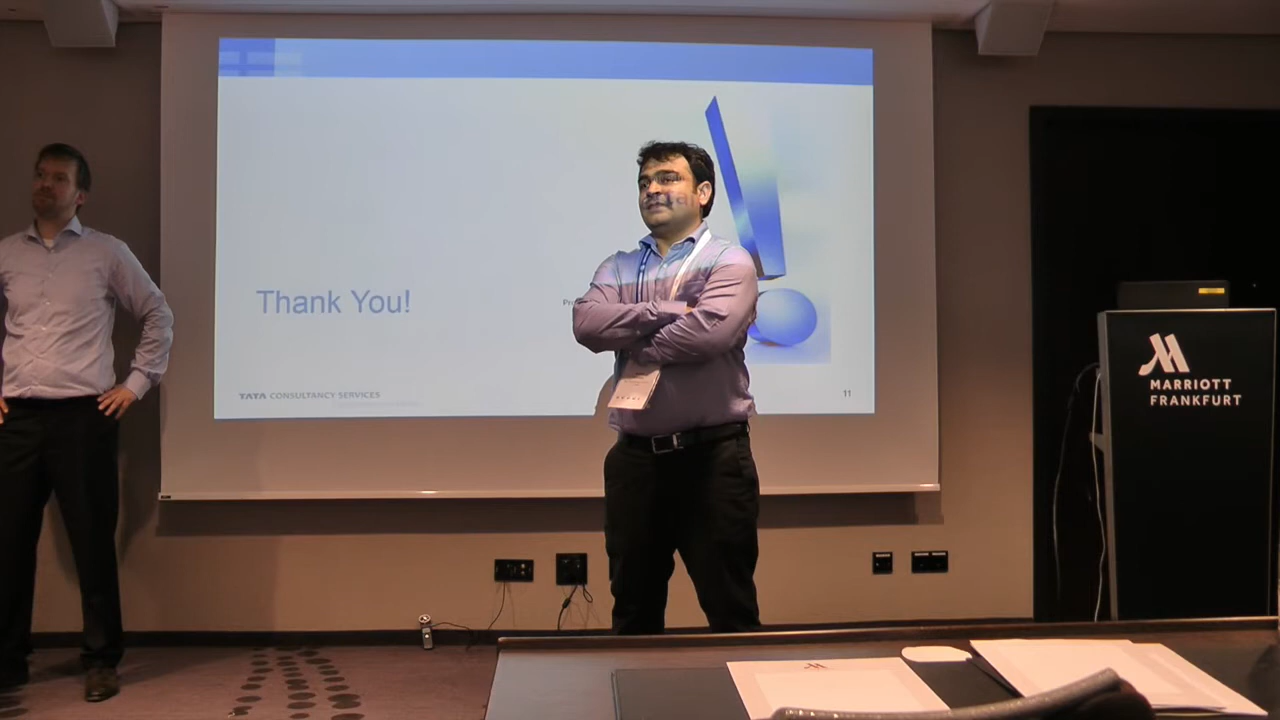 Thank You!
TATA CONSULTANCY SERVICES
11
MARRIOTT
FRANKFURT